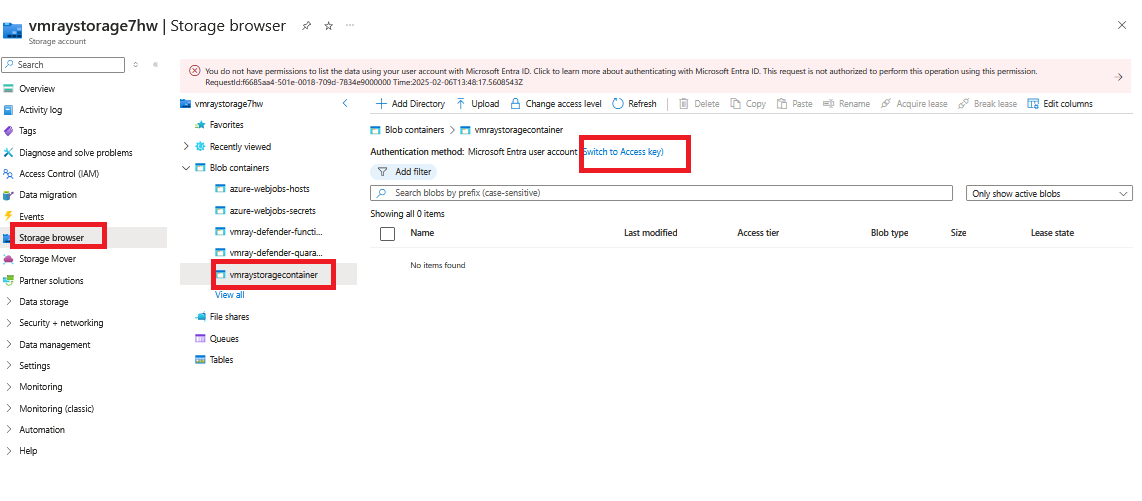 vmraystorage7hw | Storage browser
Storage account
Search
Overview
Activity log
Tags
Diagnose and solve problems
Access Control (IAM)
Data migration
Events
Storage browser
Storage Mover
Partner solutions
Data storage
Security + networking
Data management
Settings
Monitoring
Monitoring (classic)
Automation
Help
You do not have permissions to list the data using your user account with Microsoft Entra ID. Click to learn more about authenticating with Microsoft Entra ID. This request is not authorized to perform this operation using this permission.
RequestId:f6685aa4-501e-0018-709d-7834e9000000 Time:2025-02-06T13:48:17.5608543Z
vmraystorage7hw
Favorites
Recently viewed
Blob containers
azure-webjobs-hosts
azure-webjobs-secrets
vmray-defender-functi...
vmray-defender-quara...
vmraystoragecontainer
View all
File shares
Queues
Tables
Add Directory Upload Change access level Refresh Delete Copy Paste Rename Acquire lease Break lease Edit columns
Blob containers > vmraystoragecontainer
Authentication method: Microsoft Entra user account (Switch to Access key)
Add filter
Search blobs by prefix (case-sensitive)
Only show active blobs
Showing all 0 items
Name Last modified Access tier Blob type Size Lease state
No items found